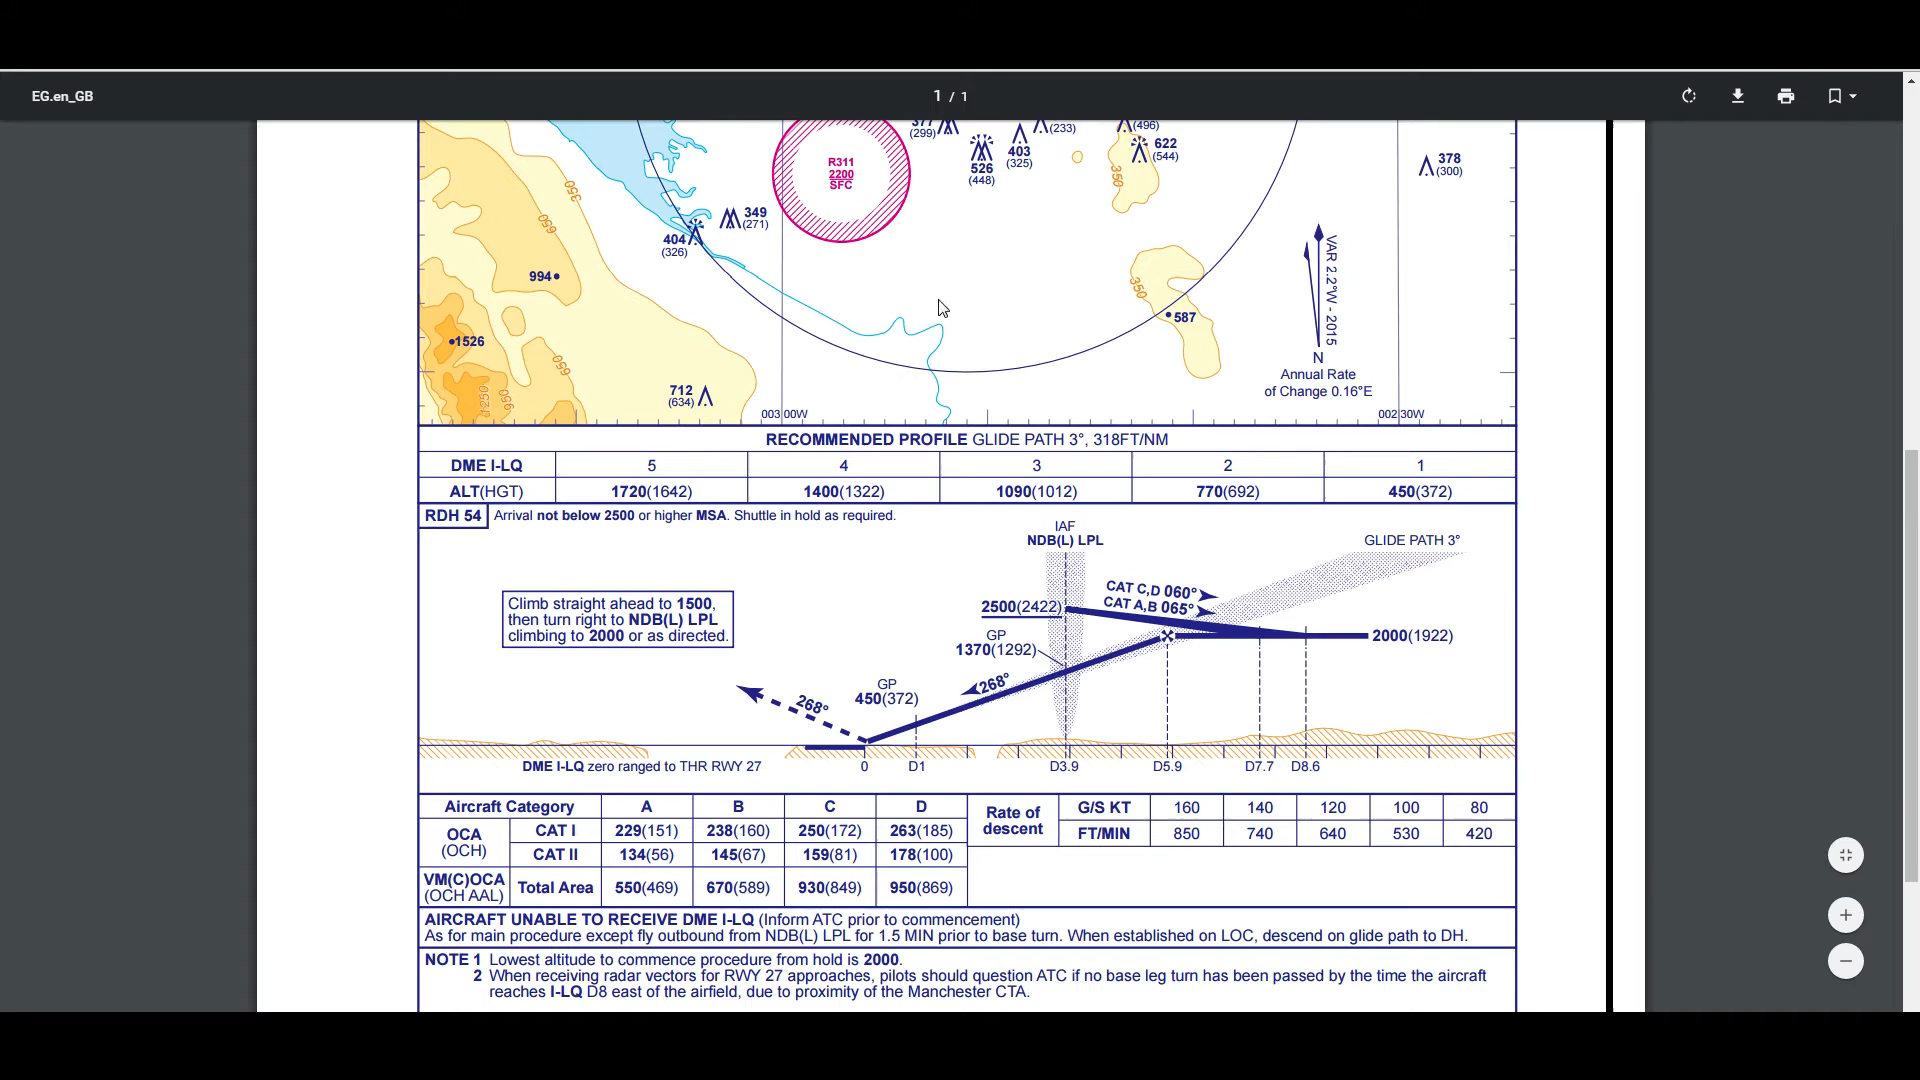 EG.en_GB
1 / 1
377
(299)
(233)
(496)
526
(448)
403
(325)
622
(544)
378
(300)
R311
2200
SFC
350
650
350
349
(271)
404
(326)
994
350
587
1526
650
950
1250
712
(634)
VAR 2.2°W - 2015
N
Annual Rate
of Change 0.16°E
003 00W
002 30W
RECOMMENDED PROFILE GLIDE PATH 3°, 318FT/NM
DME I-LQ 5 4 3 2 1
ALT(HGT) 1720(1642) 1400(1322) 1090(1012) 770(692) 450(372)
RDH 54 Arrival not below 2500 or higher MSA. Shuttle in hold as required.
IAF
NDB(L) LPL
GLIDE PATH 3°
CAT C,D 060°
CAT A,B 065°
2500(2422)
Climb straight ahead to 1500,
then turn right to NDB(L) LPL
climbing to 2000 or as directed.
GP
1370(1292)
2000(1922)
268°
GP
450(372)
268°
DME I-LQ zero ranged to THR RWY 27 0 D1 D3.9 D5.9 D7.7 D8.6
Aircraft Category A B C D
OCA
(OCH)
CAT I 229(151) 238(160) 250(172) 263(185)
CAT II 134(56) 145(67) 159(81) 178(100)
VM(C)OCA
(OCH AAL)
Total Area 550(469) 670(589) 930(849) 950(869)
Rate of
descent
G/S KT 160 140 120 100 80
FT/MIN 850 740 640 530 420
AIRCRAFT UNABLE TO RECEIVE DME I-LQ (Inform ATC prior to commencement)
As for main procedure except fly outbound from NDB(L) LPL for 1.5 MIN prior to base turn. When established on LOC, descend on glide path to DH.
NOTE 1 Lowest altitude to commence procedure from hold is 2000.
2 When receiving radar vectors for RWY 27 approaches, pilots should question ATC if no base leg turn has been passed by the time the aircraft
reaches I-LQ D8 east of the airfield, due to proximity of the Manchester CTA.